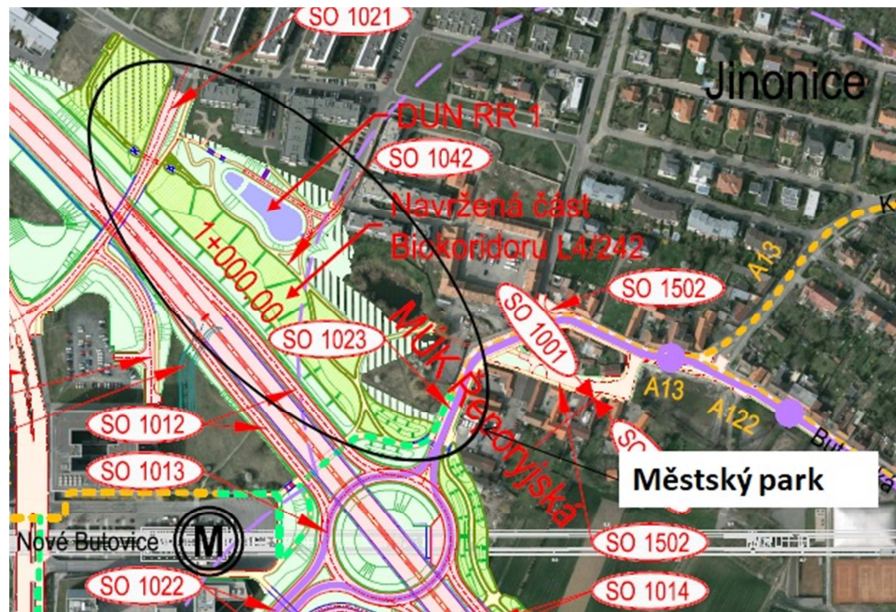 SO 1021
Jinonice
DUN RR 1
SO 1042
Navržená část
Biokoridoru L4/242
K
A13
1+000,00
SO 1502
SO 1001
SO 1023
MÚK Řeporyjská
A13
A122
SO 1012
SO
But
SO 1013
Městský park
Nové Butovice
M
SO 1502
SO 1022
SO 1014